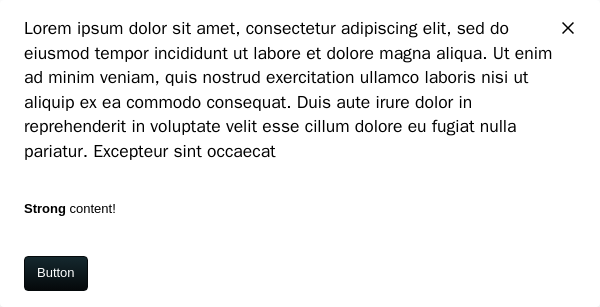 Lorem ipsum dolor sit amet, consectetur adipiscing elit, sed do
eiusmod tempor incididunt ut labore et dolore magna aliqua. Ut enim
ad minim veniam, quis nostrud exercitation ullamco laboris nisi ut
aliquip ex ea commodo consequat. Duis aute irure dolor in
reprehenderit in voluptate velit esse cillum dolore eu fugiat nulla
pariatur. Excepteur sint occaecat
Strong content!
Button